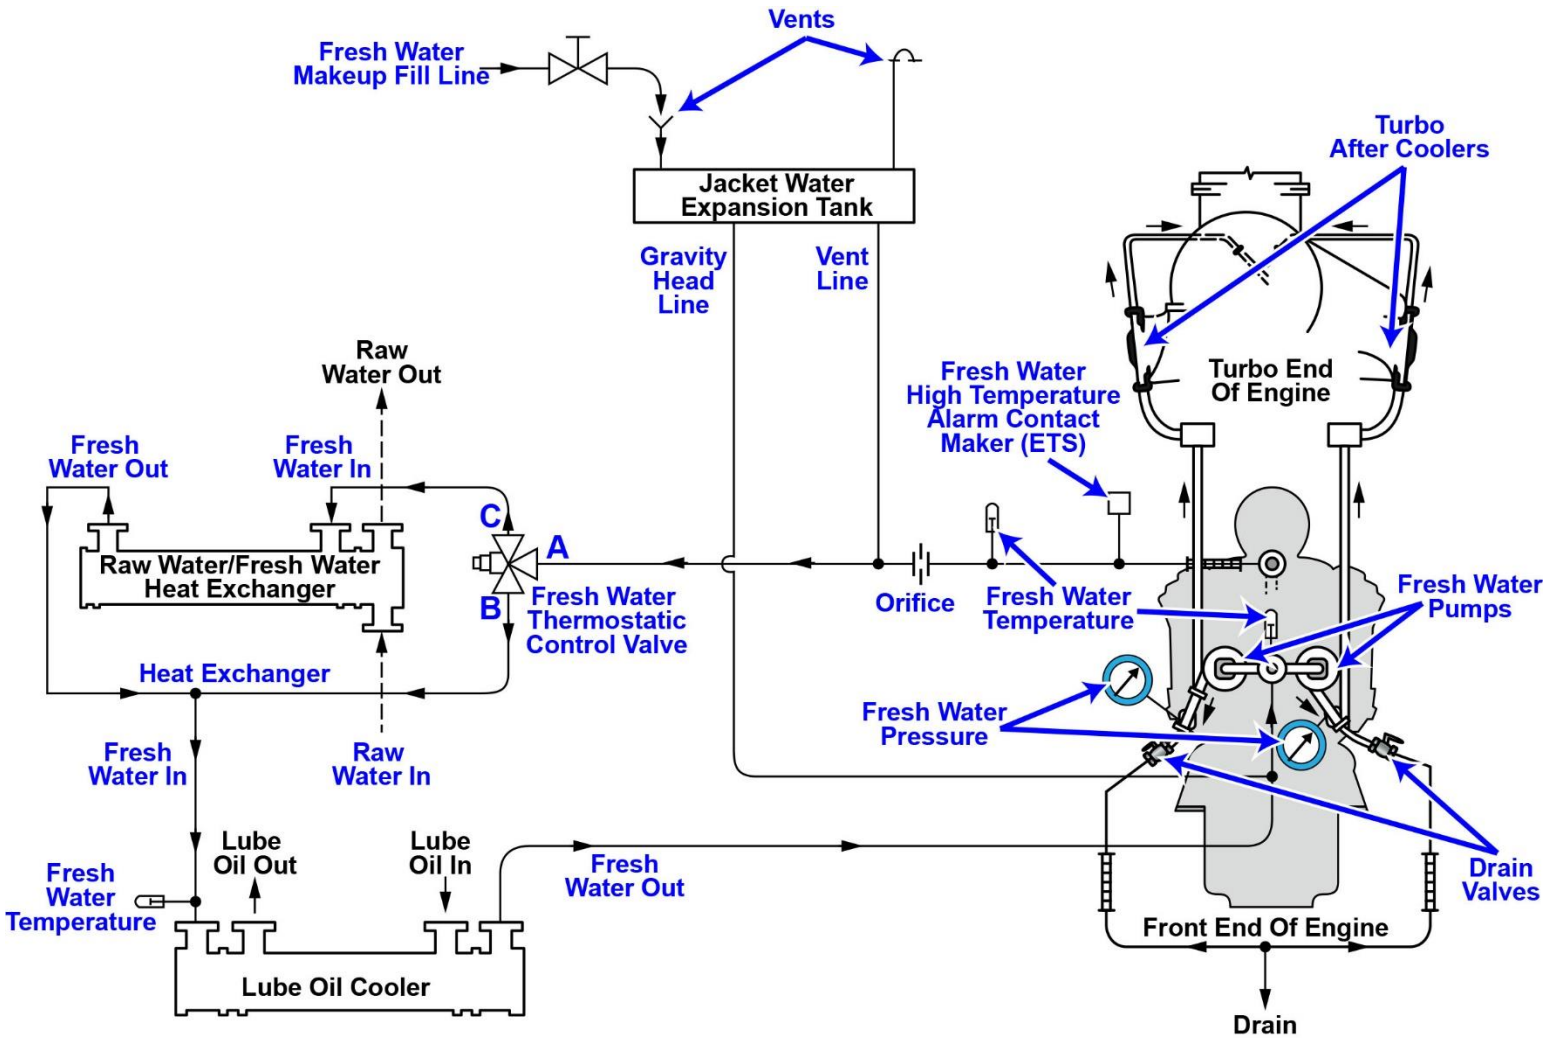 Vents
Fresh Water
Makeup Fill Line
Turbo
After Coolers
Jacket Water
Expansion Tank
Gravity
Head
Line
Vent
Line
Raw
Water Out
Turbo End
Of Engine
Fresh Water
High Temperature
Alarm Contact
Maker (ETS)
Fresh
Water Out
Fresh
Water In
C
A
B
Raw Water/Fresh Water
Heat Exchanger
Fresh Water
Thermostatic
Control Valve
Orifice
Fresh Water
Temperature
Fresh Water
Pumps
Heat Exchanger
Fresh Water
Pressure
Fresh
Water In
Raw
Water In
Lube
Oil Out
Lube
Oil In
Fresh
Water
Temperature
Fresh
Water Out
Drain
Valves
Front End Of Engine
Lube Oil Cooler
Drain